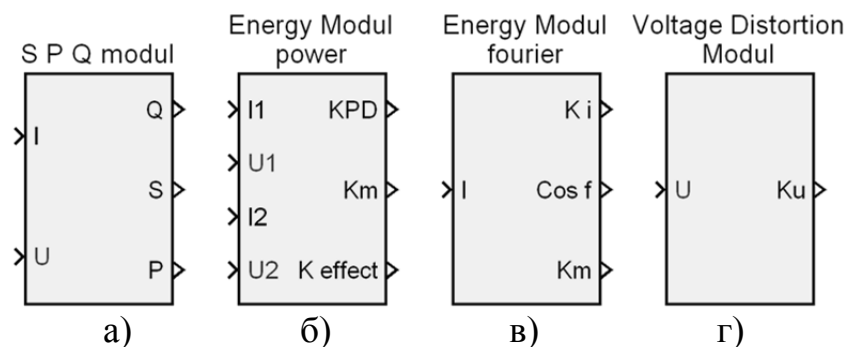 S P Q modul
I
U
Q
S
P
а)
Energy Modul
power
I1
U1
I2
U2
KPD
Km
K effect
б)
Energy Modul
fourier
I
K i
Cos f
Km
в)
Voltage Distortion
Modul
U
Ku
г)